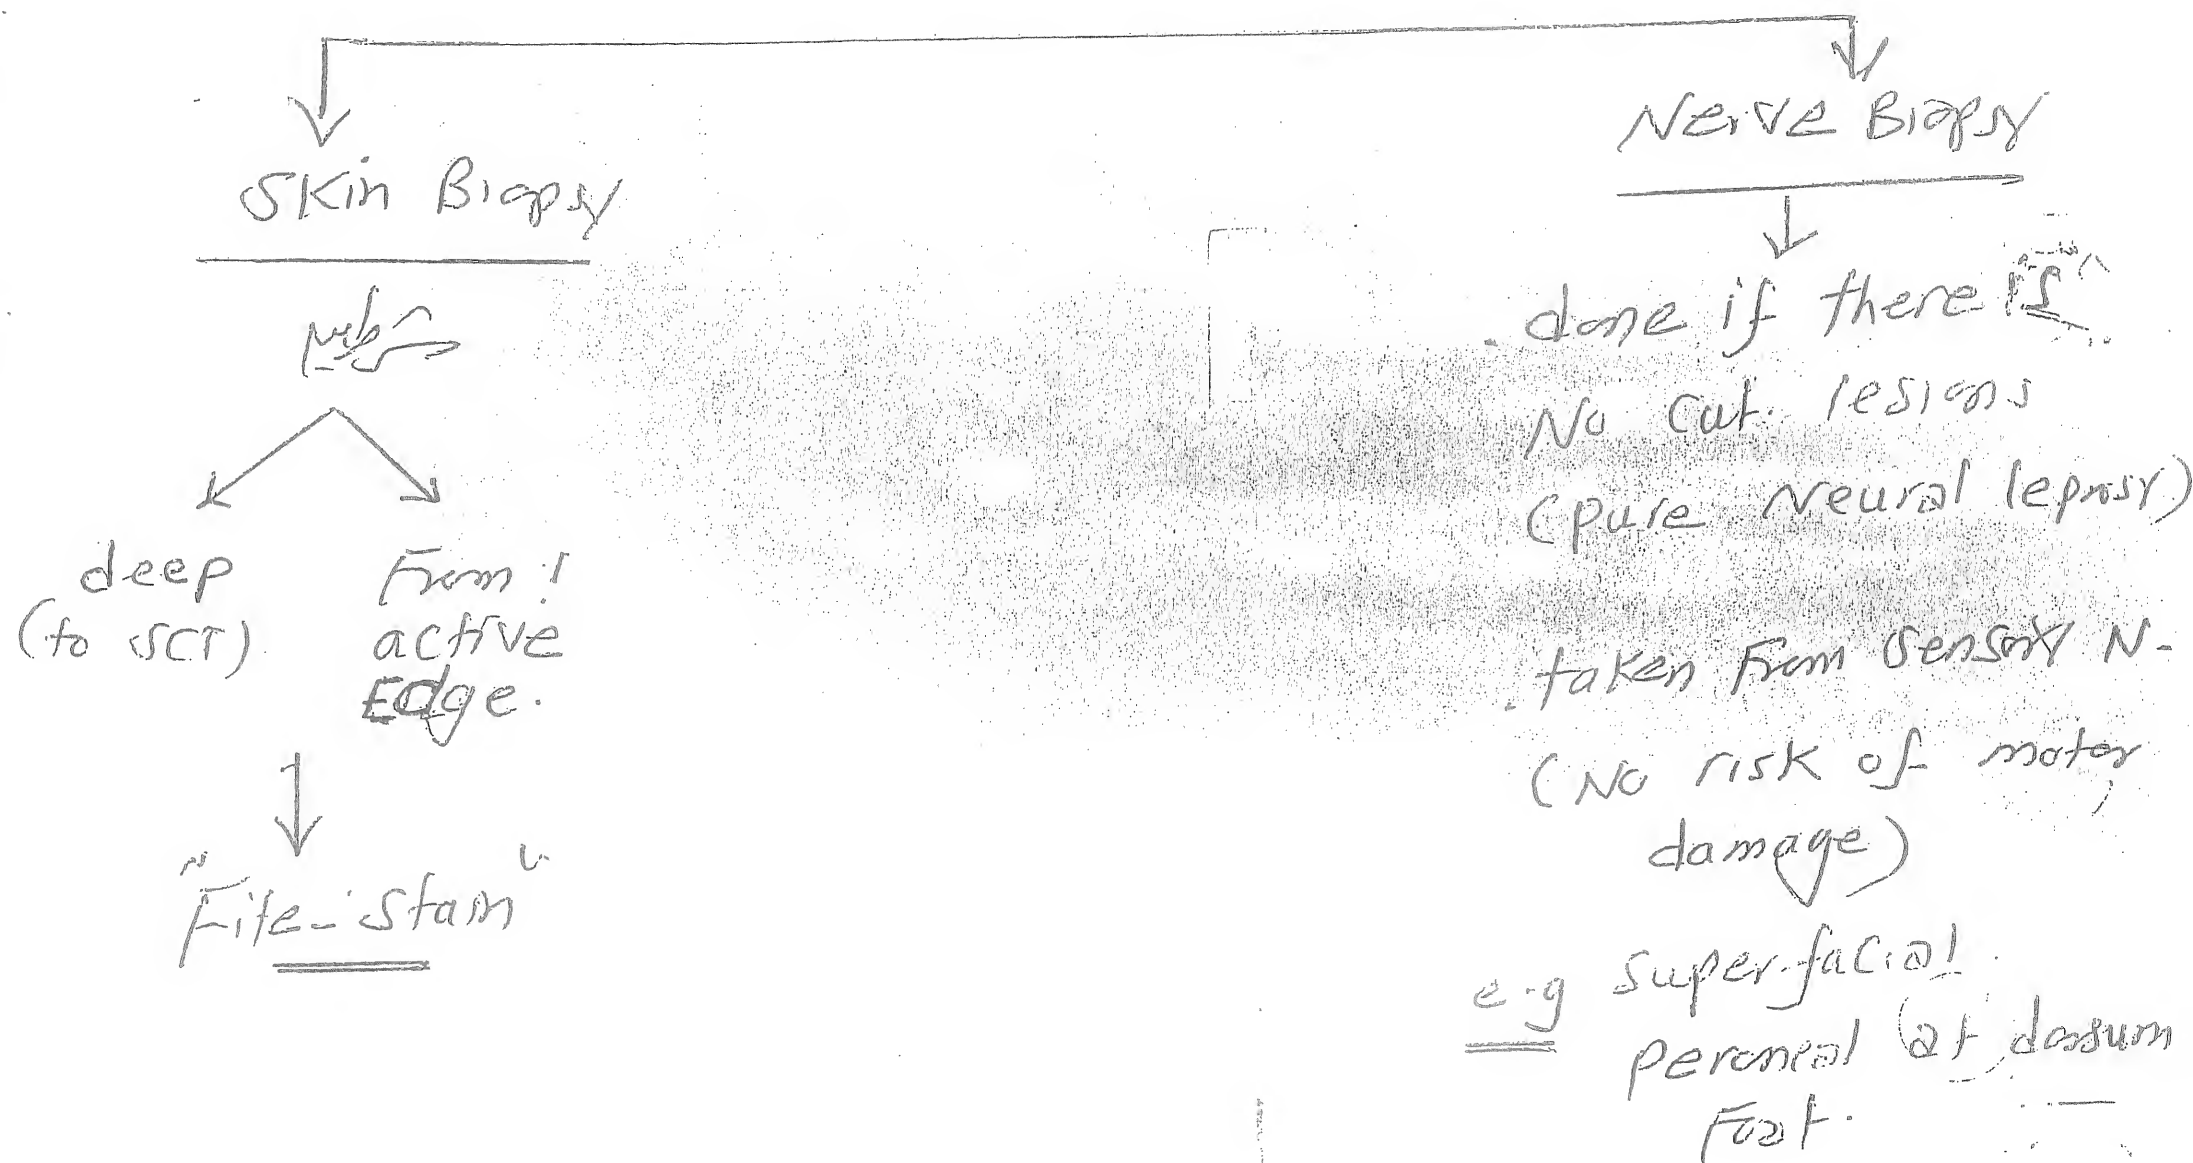 Skin Biopsy
deep
(to SCT)
From !
active
Edge.
"Fite-Stain"
Nerve Biopsy
. done if there is
No cut. lesions
(pure Neural leprosy)
. taken From Sensory N.
(No risk of motor
damage)
e.g superfacial
peroneal (at dorsum
Foot.